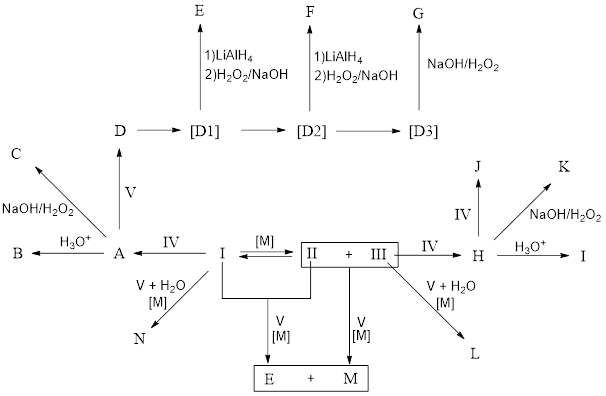 E F G
1)LiAlH₄
2)H₂O₂/NaOH
1)LiAlH₄
2)H₂O₂/NaOH
NaOH/H₂O₂
D [D1] [D2] [D3]
C
V
NaOH/H₂O₂
J K
IV
NaOH/H₂O₂
B H₃O⁺ A IV I [M] II + III IV H H₃O⁺ I
V + H₂O
[M]
V + H₂O
[M]
N
V
[M]
V
[M]
L
E + M